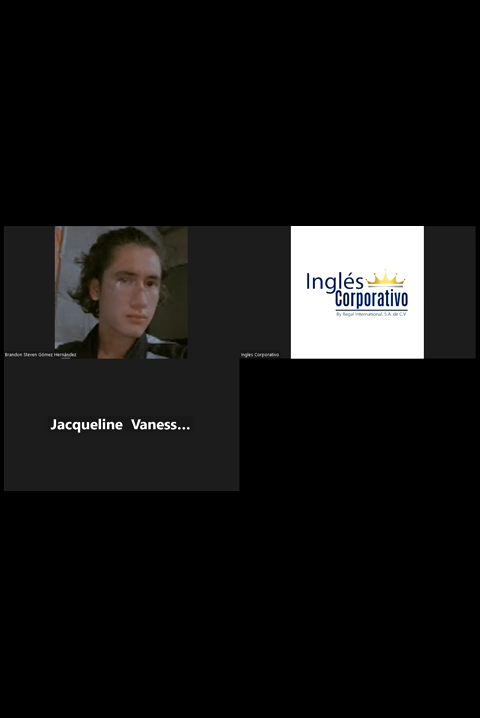 Inglés
Corporativo
By Regal International, S.A. de C.V.
Brandon Steven Gómez Hernández
Inglés Corporativo
Jacqueline Vaness...